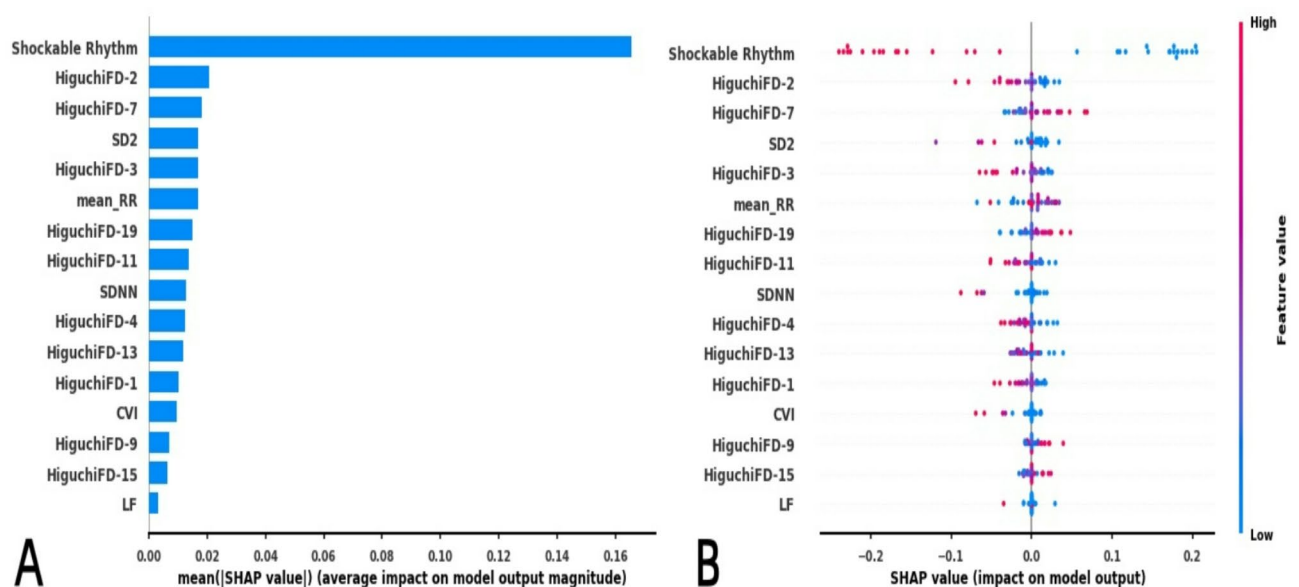 Shockable Rhythm
HiguchiFD-2
HiguchiFD-7
SD2
HiguchiFD-3
mean_RR
HiguchiFD-19
HiguchiFD-11
SDNN
HiguchiFD-4
HiguchiFD-13
HiguchiFD-1
CVI
HiguchiFD-9
HiguchiFD-15
LF
0.00 0.02 0.04 0.06 0.08 0.10 0.12 0.14 0.16
mean(|SHAP value|) (average impact on model output magnitude)
A
Shockable Rhythm
HiguchiFD-2
HiguchiFD-7
SD2
HiguchiFD-3
mean_RR
HiguchiFD-19
HiguchiFD-11
SDNN
HiguchiFD-4
HiguchiFD-13
HiguchiFD-1
CVI
HiguchiFD-9
HiguchiFD-15
LF
−0.2 −0.1 0.0 0.1 0.2
SHAP value (impact on model output)
B
High
Feature value
Low